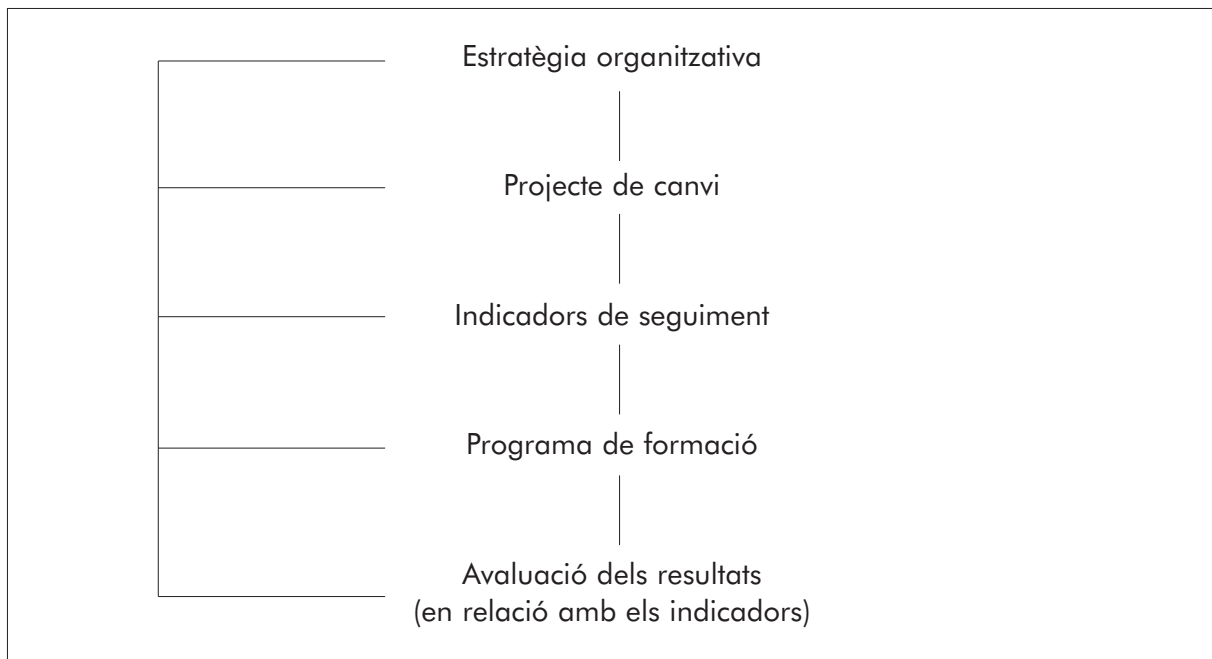 Estratègia organitzativa
Projecte de canvi
Indicadors de seguiment
Programa de formació
Avaluació dels resultats
(en relació amb els indicadors)